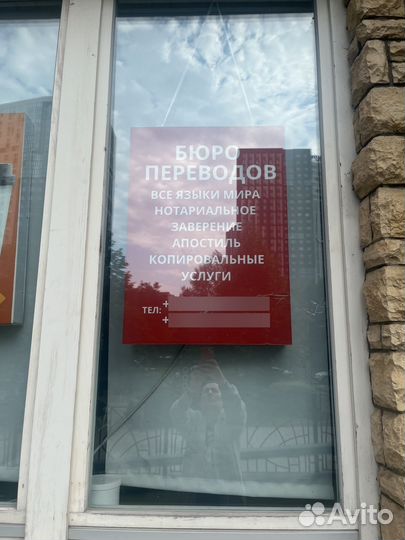 БЮРО
ПЕРЕВОДОВ
ВСЕ ЯЗЫКИ МИРА
НОТАРИАЛЬНОЕ
ЗАВЕРЕНИЕ
АПОСТИЛЬ
КОПИРОВАЛЬНЫЕ
УСЛУГИ
ТЕЛ: +
+
Avito